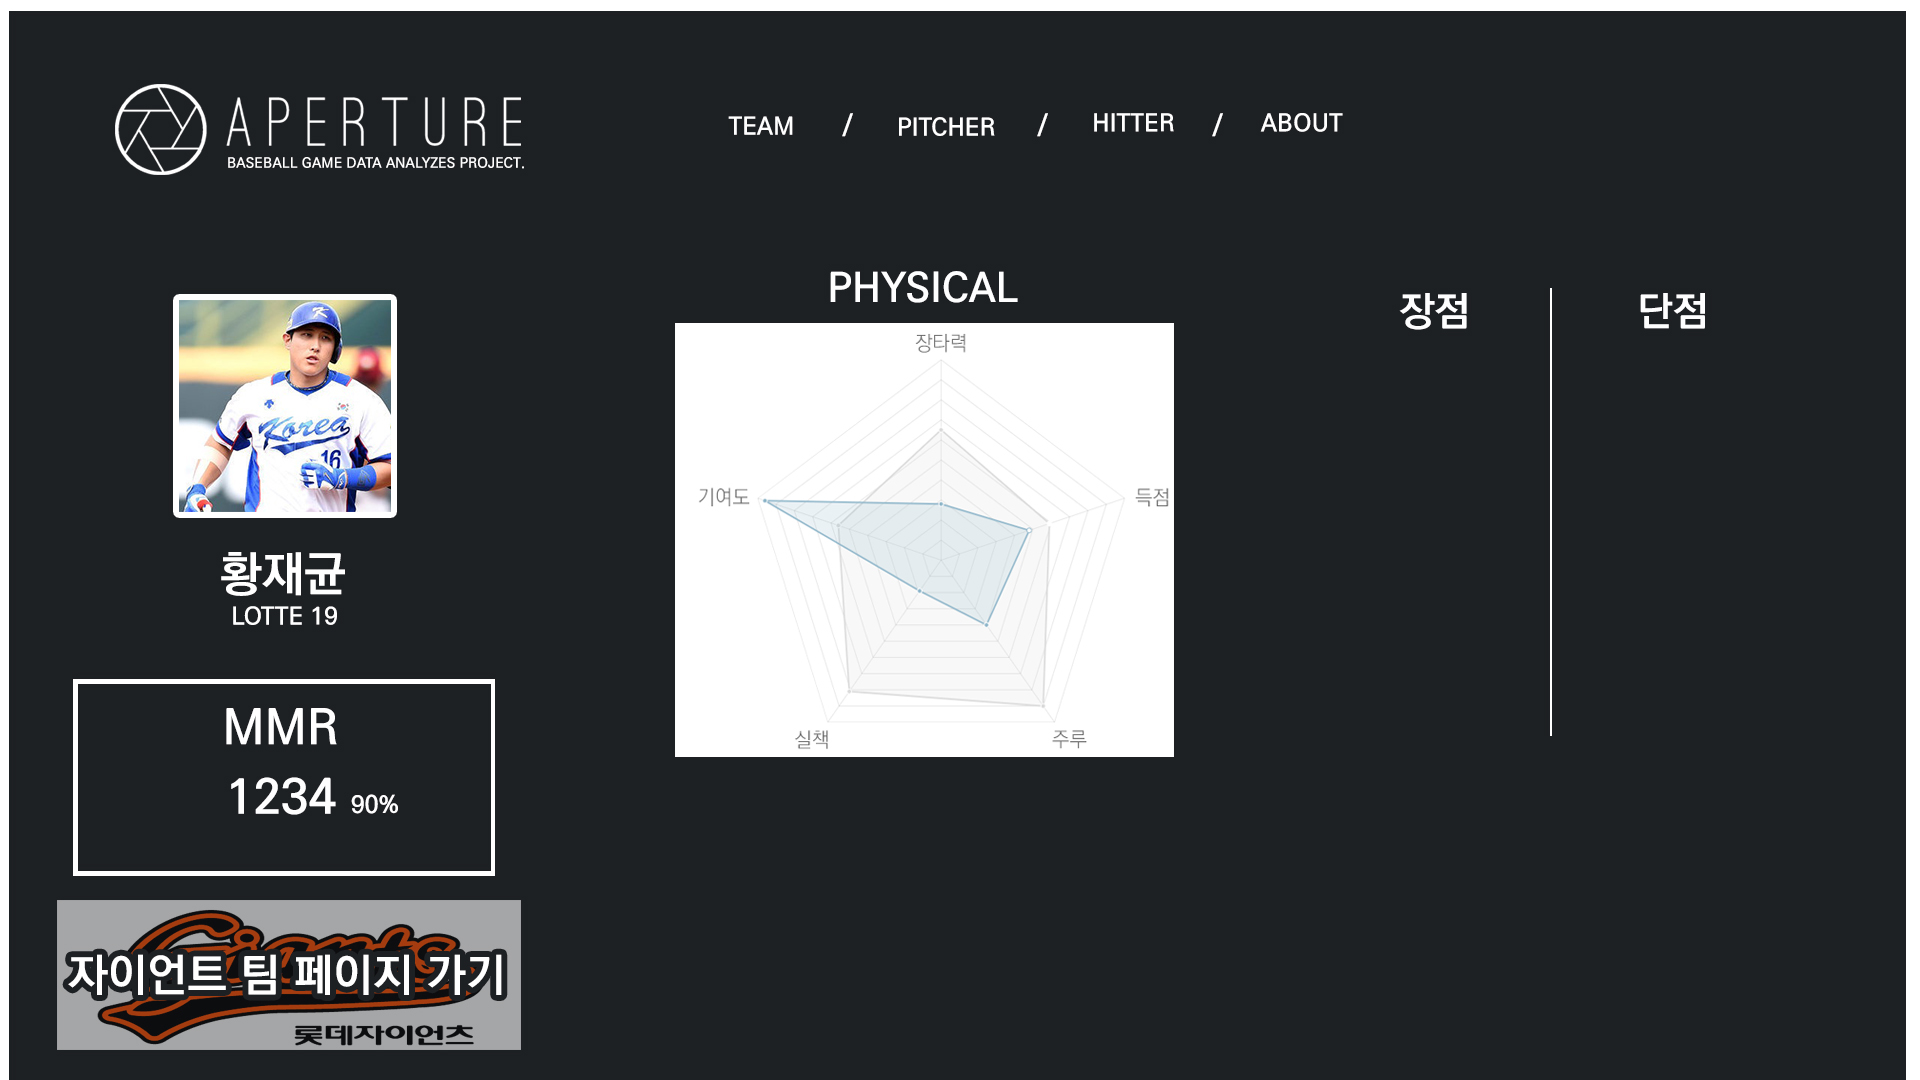 APERTURE
BASEBALL GAME DATA ANALYZES PROJECT.
TEAM / PITCHER / HITTER / ABOUT
K
Korea
16
황재균
LOTTE 19
MMR
1234 90%
Giants
자이언트 팀 페이지 가기
롯데자이언츠
PHYSICAL
장타력
기여도
득점
실책
주루
장점
단점